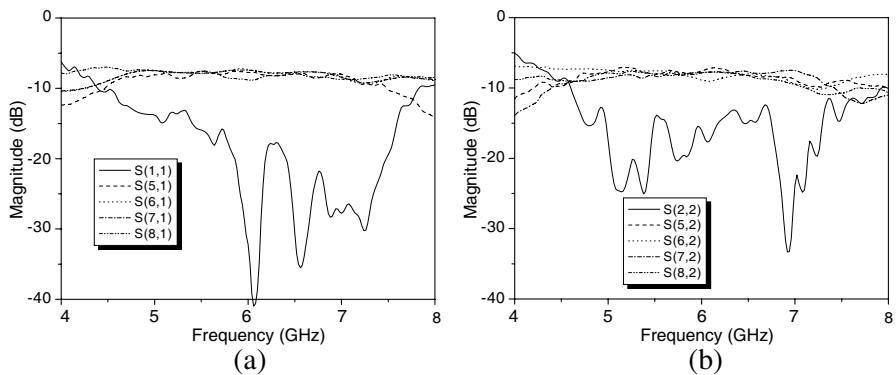 0
-10
-20
-30
-40
Magnitude (dB)
S(1,1)
S(5,1)
S(6,1)
S(7,1)
S(8,1)
4 5 6 7 8
Frequency (GHz)
(a)
0
-10
-20
-30
-40
Magnitude (dB)
S(2,2)
S(5,2)
S(6,2)
S(7,2)
S(8,2)
4 5 6 7 8
Frequency (GHz)
(b)